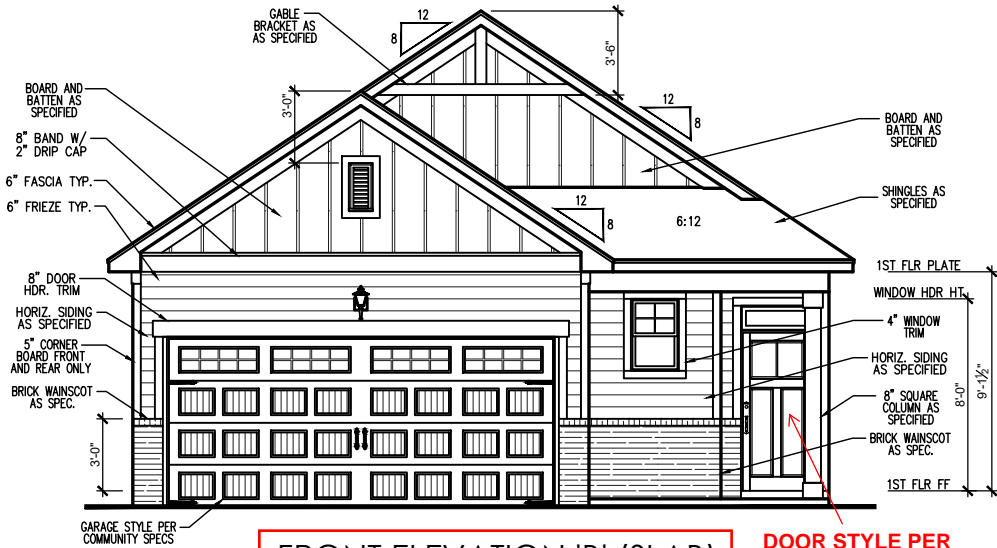 GABLE
BRACKET AS
AS SPECIFIED
12
8
3'-6"
12
8
BOARD AND
BATTEN AS
SPECIFIED
3'-0"
BOARD AND
BATTEN AS
SPECIFIED
8" BAND W/
2" DRIP CAP
6" FASCIA TYP.
6" FRIEZE TYP.
SHINGLES AS
SPECIFIED
12
8
6:12
1ST FLR PLATE
8" DOOR
HDR. TRIM
WINDOW HDR HT
HORIZ. SIDING
AS SPECIFIED
4" WINDOW
TRIM
5" CORNER
BOARD FRONT
AND REAR ONLY
HORIZ. SIDING
AS SPECIFIED
BRICK WAINSCOT
AS SPEC.
8" SQUARE
COLUMN AS
SPECIFIED
8'-0"
9'-1½"
3'-0"
BRICK WAINSCOT
AS SPEC.
1ST FLR FF
GARAGE STYLE PER
COMMUNITY SPECS
DOOR STYLE PER